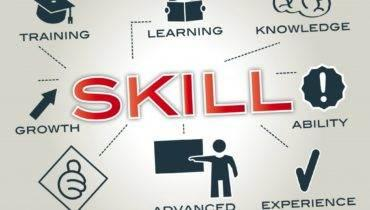 TRAINING
LEARNING
KNOWLEDGE
SKILL
GROWTH
ABILITY
ADVANCED
EXPERIENCE